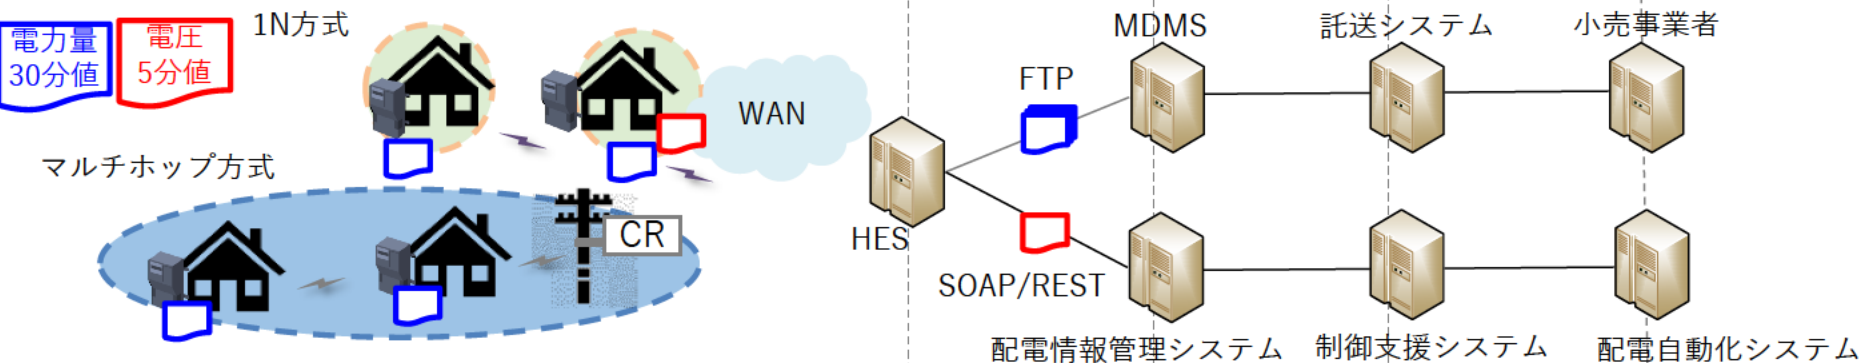 電力量
30分値
電圧
5分値
1N方式
マルチホップ方式
CR
WAN
HES
FTP
SOAP/REST
MDMS
託送システム
小売事業者
配電情報管理システム
制御支援システム
配電自動化システム